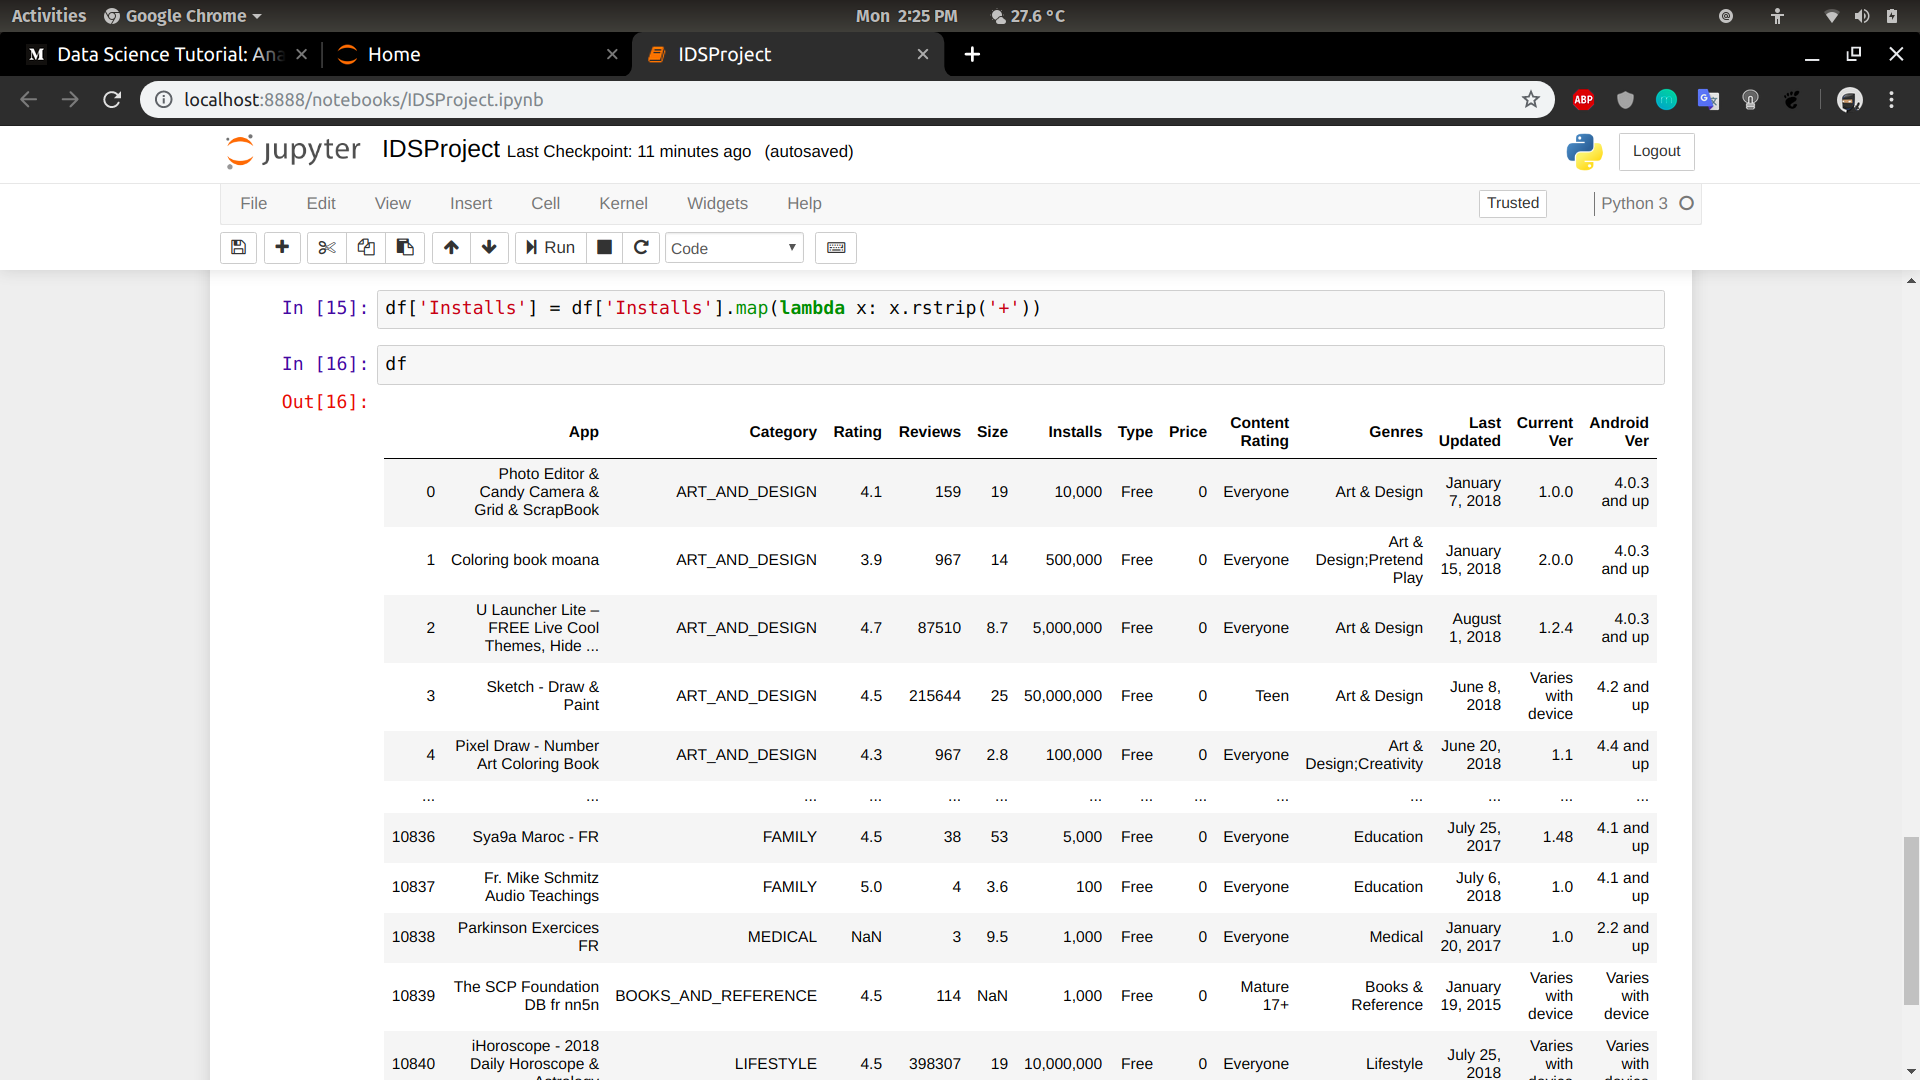 Activities Google Chrome Mon 2:25 PM 27.6 °C
M Data Science Tutorial: Ana Home IDSProject
localhost:8888/notebooks/IDSProject.ipynb ABP
jupyter IDSProject Last Checkpoint: 11 minutes ago (autosaved) Logout
File Edit View Insert Cell Kernel Widgets Help Trusted Python 3
Run Code
In [15]: df['Installs'] = df['Installs'].map(lambda x: x.rstrip('+'))
In [16]: df
Out[16]:
App Category Rating Reviews Size Installs Type Price Content Rating Genres Last Updated Current Ver Android Ver
0 Photo Editor & Candy Camera & Grid & ScrapBook ART_AND_DESIGN 4.1 159 19 10,000 Free 0 Everyone Art & Design January 7, 2018 1.0.0 4.0.3 and up
1 Coloring book moana ART_AND_DESIGN 3.9 967 14 500,000 Free 0 Everyone Art & Design;Pretend Play January 15, 2018 2.0.0 4.0.3 and up
2 U Launcher Lite – FREE Live Cool Themes, Hide ... ART_AND_DESIGN 4.7 87510 8.7 5,000,000 Free 0 Everyone Art & Design August 1, 2018 1.2.4 4.0.3 and up
3 Sketch - Draw & Paint ART_AND_DESIGN 4.5 215644 25 50,000,000 Free 0 Teen Art & Design June 8, 2018 Varies with device 4.2 and up
4 Pixel Draw - Number Art Coloring Book ART_AND_DESIGN 4.3 967 2.8 100,000 Free 0 Everyone Art & Design;Creativity June 20, 2018 1.1 4.4 and up
... ... ... ... ... ... ... ... ... ... ... ... ... ...
10836 Sya9a Maroc - FR FAMILY 4.5 38 53 5,000 Free 0 Everyone Education July 25, 2017 1.48 4.1 and up
10837 Fr. Mike Schmitz Audio Teachings FAMILY 5.0 4 3.6 100 Free 0 Everyone Education July 6, 2018 1.0 4.1 and up
10838 Parkinson Exercices FR MEDICAL NaN 3 9.5 1,000 Free 0 Everyone Medical January 20, 2017 1.0 2.2 and up
10839 The SCP Foundation DB fr nn5n BOOKS_AND_REFERENCE 4.5 114 NaN 1,000 Free 0 Mature 17+ Books & Reference January 19, 2015 Varies with device Varies with device
10840 iHoroscope - 2018 Daily Horoscope & LIFESTYLE 4.5 398307 19 10,000,000 Free 0 Everyone Lifestyle July 25, 2018 Varies with Varies with